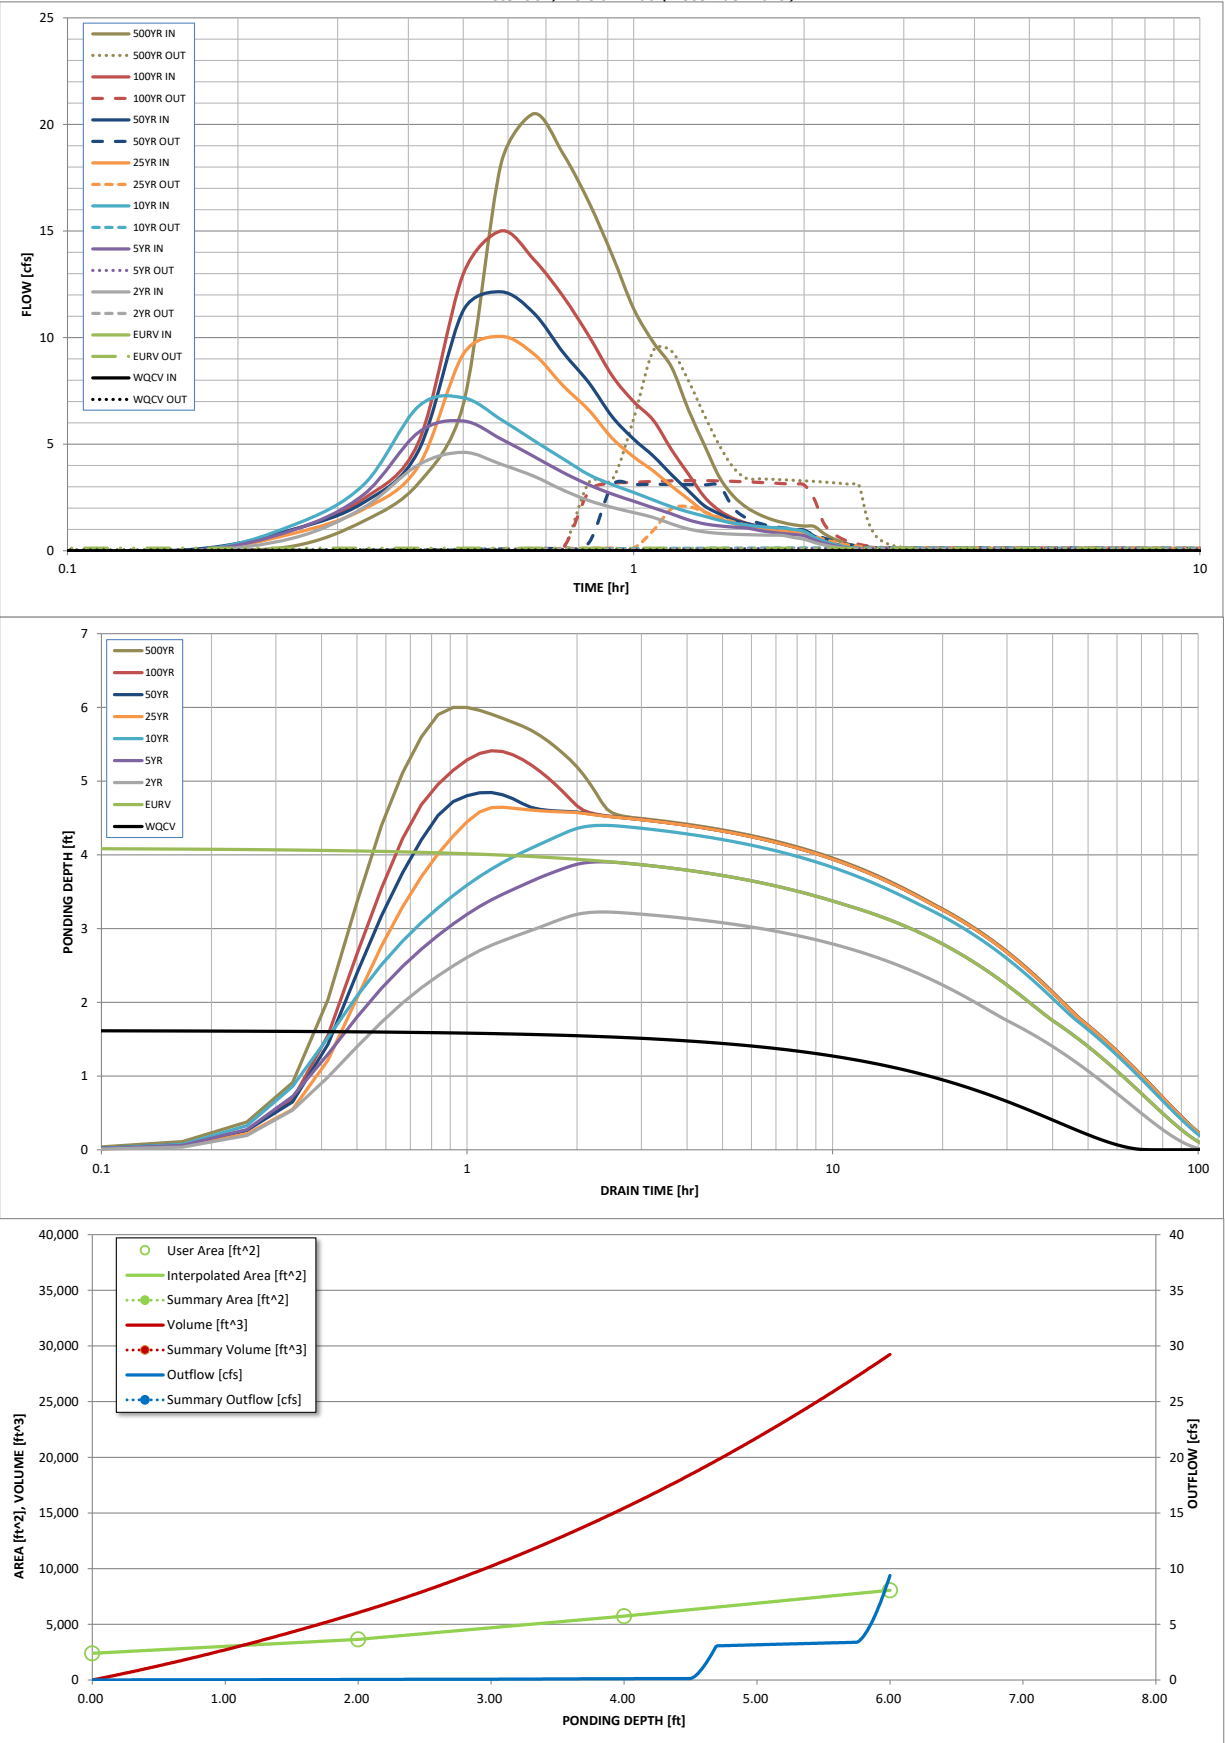 25
20
15
10
5
0
FLOW [cfs]
500YR IN
500YR OUT
100YR IN
100YR OUT
50YR IN
50YR OUT
25YR IN
25YR OUT
10YR IN
10YR OUT
5YR IN
5YR OUT
2YR IN
2YR OUT
EURV IN
EURV OUT
WQCV IN
WQCV OUT
0.1
1
10
TIME [hr]
7
6
5
4
3
2
1
0
PONDING DEPTH [ft]
500YR
100YR
50YR
25YR
10YR
5YR
2YR
EURV
WQCV
0.1
1
10
100
DRAIN TIME [hr]
40,000
35,000
30,000
25,000
20,000
15,000
10,000
5,000
0
AREA [ft^2], VOLUME [ft^3]
User Area [ft^2]
Interpolated Area [ft^2]
Summary Area [ft^2]
Volume [ft^3]
Summary Volume [ft^3]
Outflow [cfs]
Summary Outflow [cfs]
40
35
30
25
20
15
10
5
0
OUTFLOW [cfs]
0.00
1.00
2.00
3.00
4.00
5.00
6.00
7.00
8.00
PONDING DEPTH [ft]